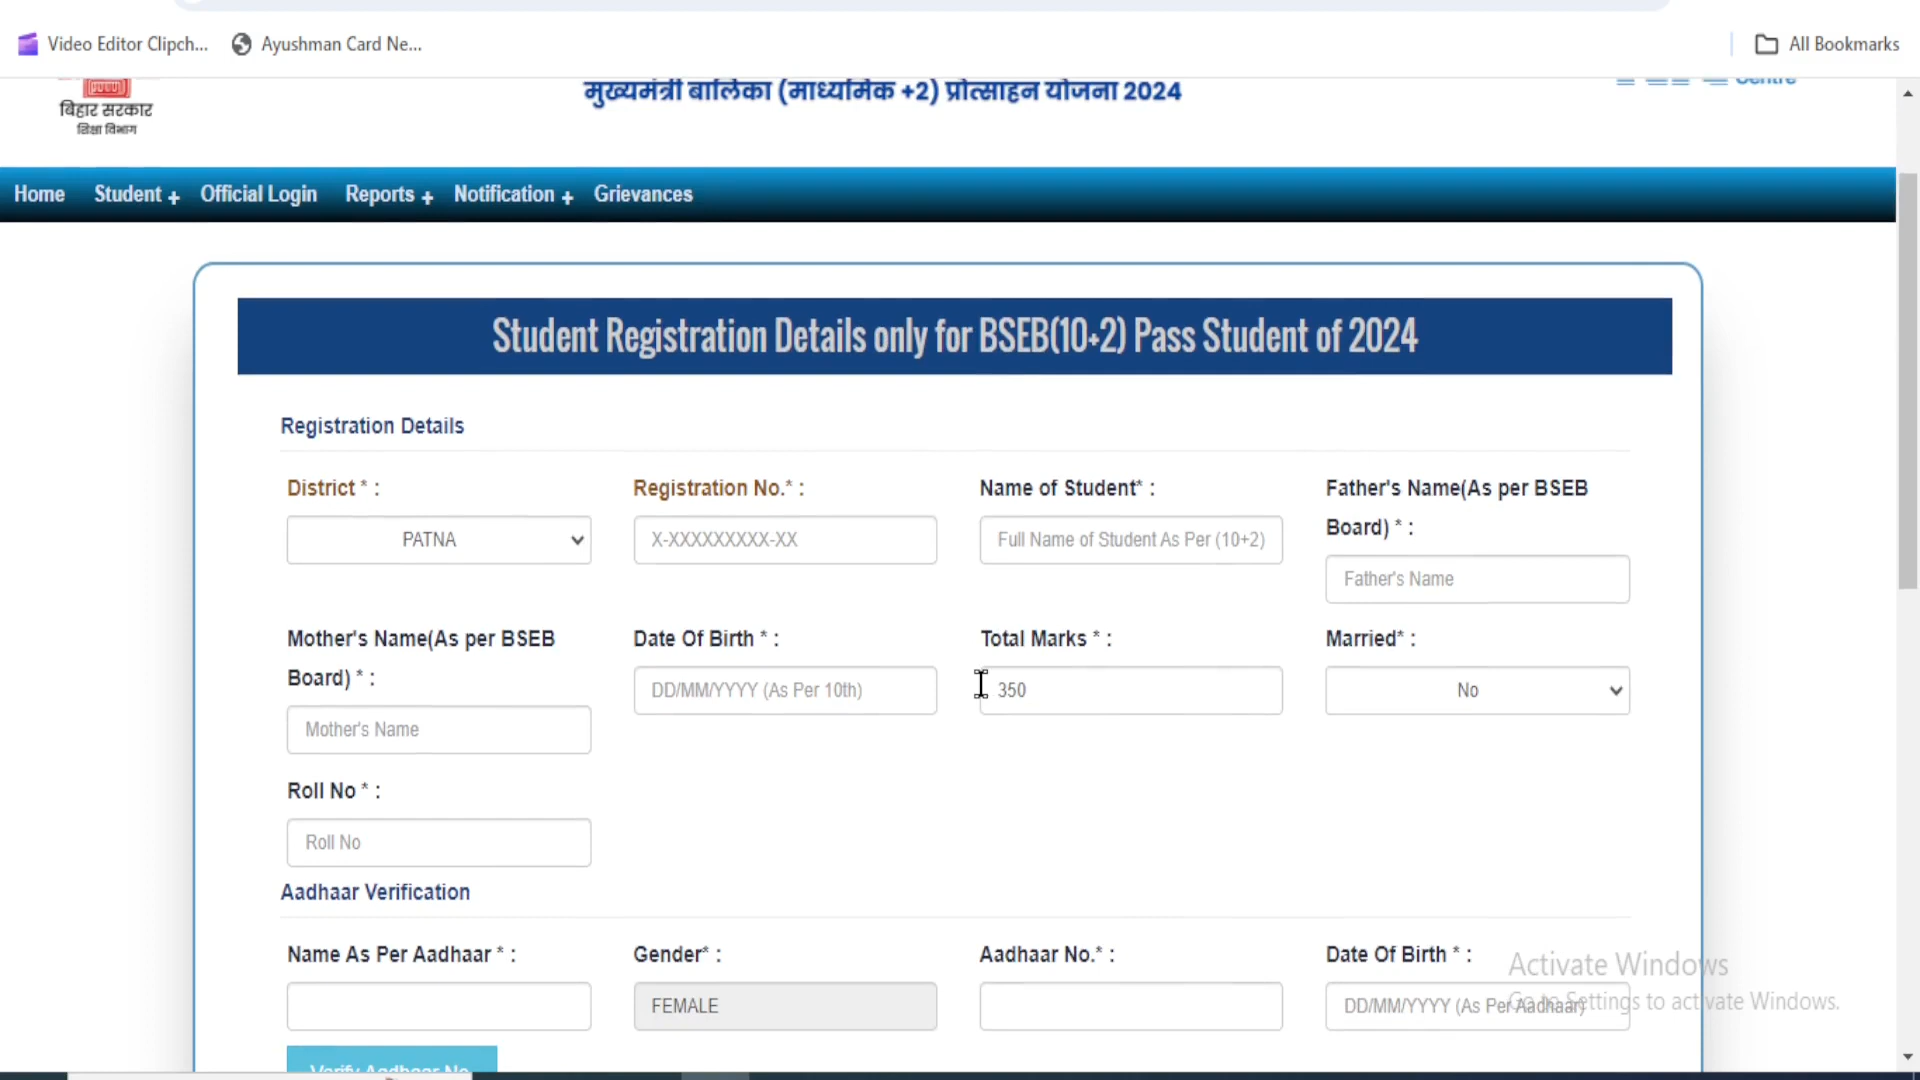 Video Editor Clipch...
Ayushman Card Ne...
All Bookmarks
बिहार सरकार
शिक्षा विभाग
मुख्यमंत्री बालिका (माध्यमिक +2) प्रोत्साहन योजना 2024
Centre
Home Student + Official Login Reports + Notification + Grievances
Student Registration Details only for BSEB(10+2) Pass Student of 2024
Registration Details
District * :
PATNA
Registration No.* :
X-XXXXXXXXX-XX
Name of Student* :
Full Name of Student As Per (10+2)
Father's Name(As per BSEB
Board) * :
Father's Name
Mother's Name(As per BSEB
Board) * :
Mother's Name
Date Of Birth * :
DD/MM/YYYY (As Per 10th)
Total Marks * :
350
Married* :
No
Roll No * :
Roll No
Aadhaar Verification
Name As Per Aadhaar * :
Gender* :
FEMALE
Aadhaar No.* :
Date Of Birth * :
DD/MM/YYYY (As Per Aadhaar)
Verify Aadhaar No
Activate Windows
Go to Settings to activate Windows.